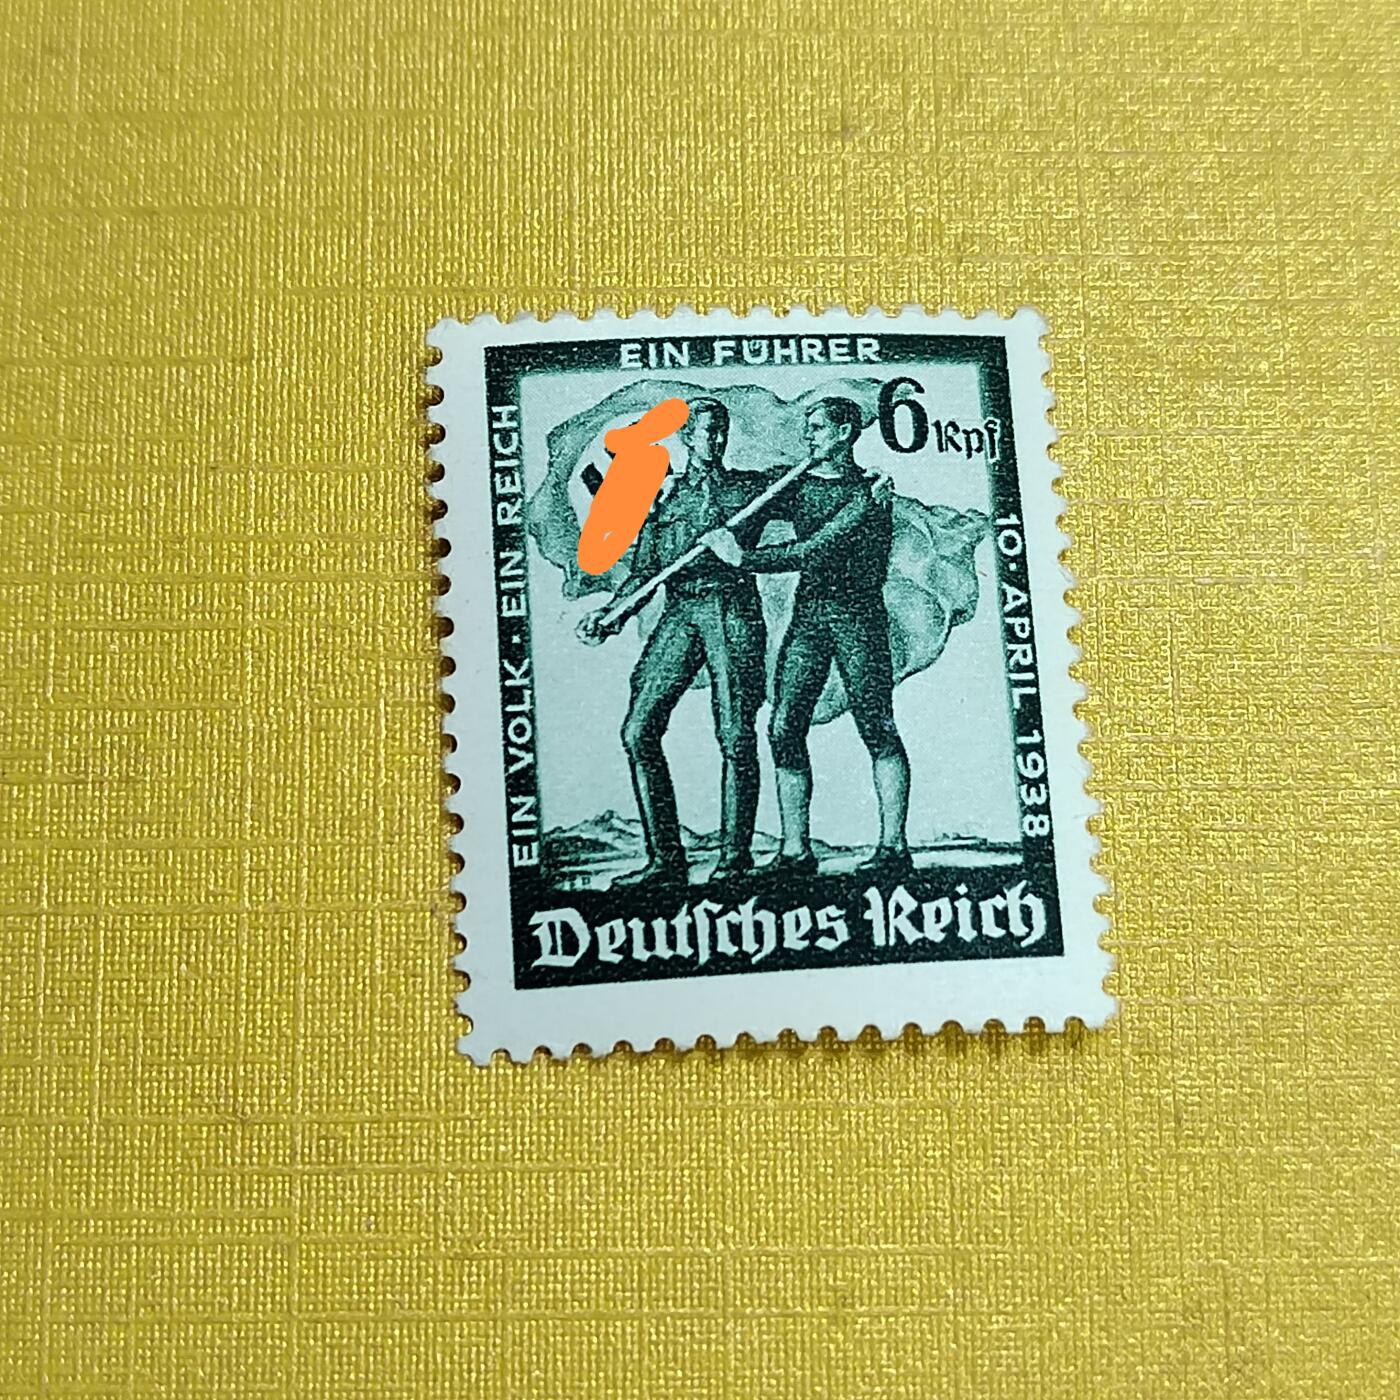 EIN VOLK · EIN REICH
EIN FÜHRER
10·APRIL 1938
6 Rpf
Deutſches Reich